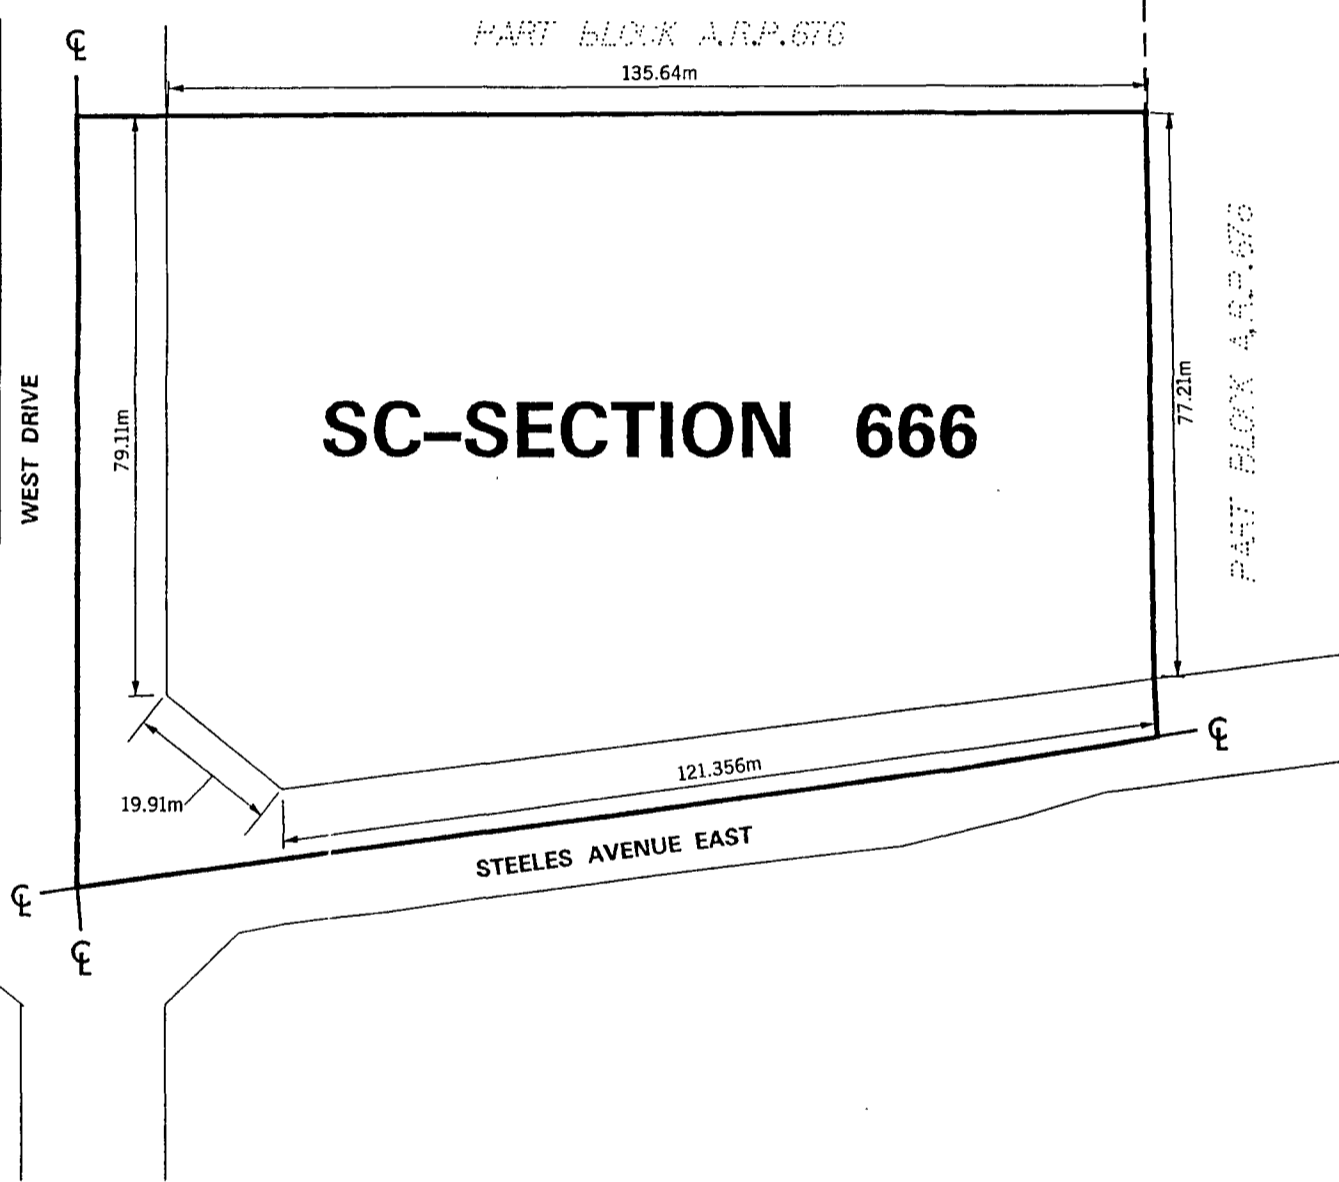 ℄
PART BLOCK A.R.P.676
135.64m
WEST DRIVE
79.11m
SC-SECTION 666
77.21m
PART BLOCK A.R.P.676
19.91m
121.356m
℄
STEELES AVENUE EAST
℄
℄